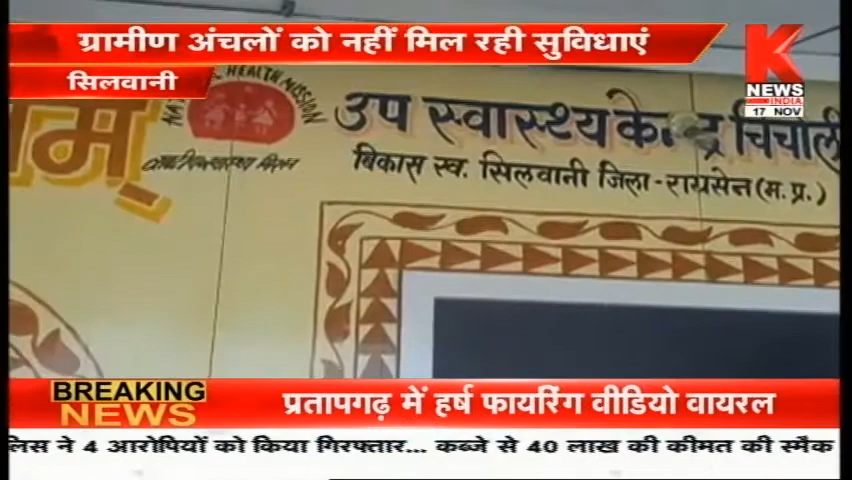 ग्रामीण अंचलों को नहीं मिल रही सुविधाएं
सिलवानी
K
NEWS
INDIA
17 NOV
NATIONAL HEALTH MISSION
म्
उप स्वास्थ्य केन्द्र चिचोली
विकास स्व. सिलवानी जिला-रायसेन (म. प्र.)
BREAKING
NEWS
प्रतापगढ़ में हर्ष फायरिंग वीडियो वायरल
लिस ने 4 आरोपियों को किया गिरफ्तार... कब्जे से 40 लाख की कीमत की स्मैक